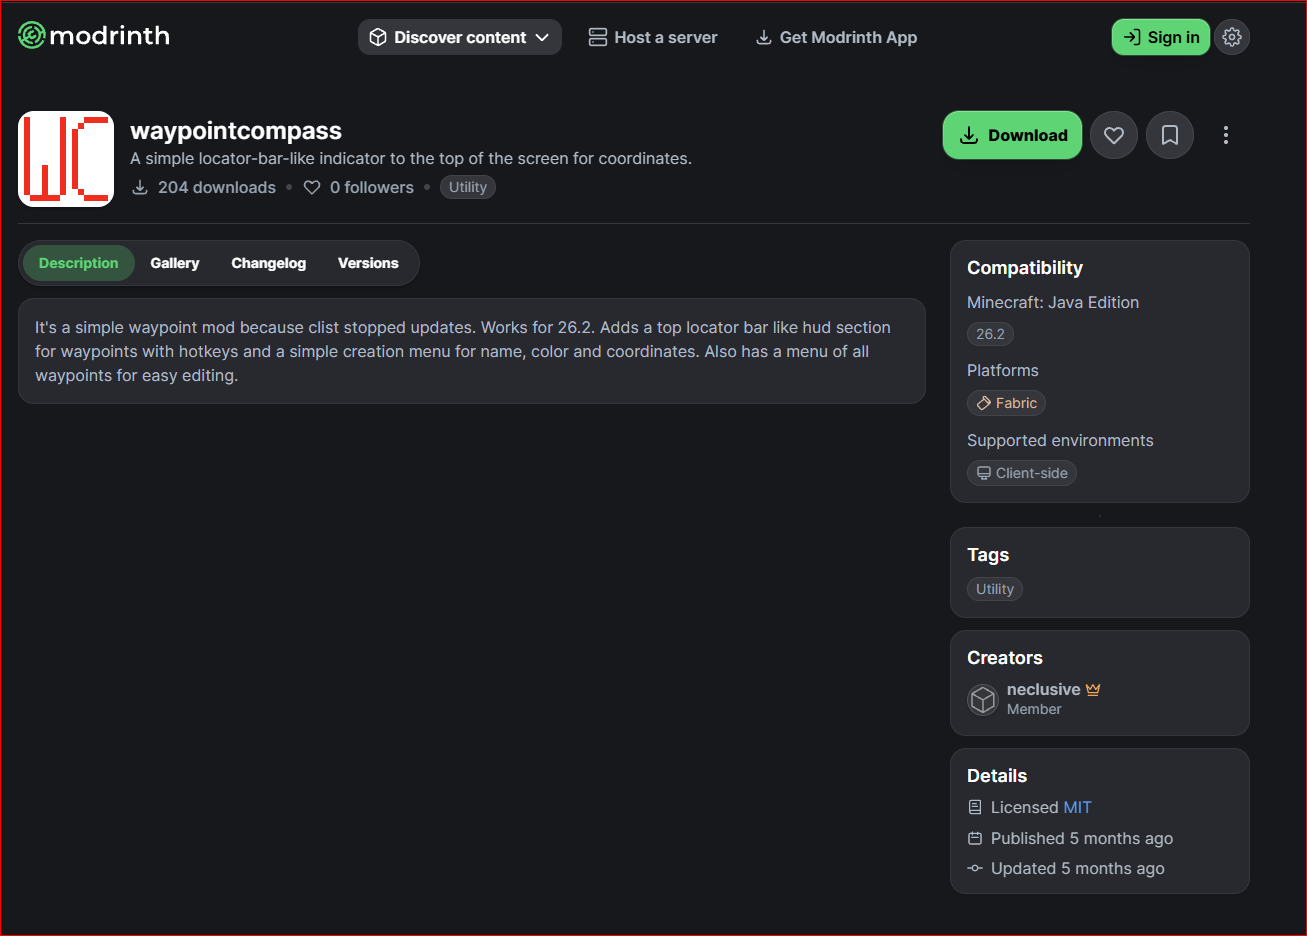 modrinth
Discover content
Host a server
Get Modrinth App
Sign in
WC
waypointcompass
A simple locator-bar-like indicator to the top of the screen for coordinates.
204 downloads • 0 followers • Utility
Download
Description
Gallery
Changelog
Versions
It's a simple waypoint mod because clist stopped updates. Works for 26.2. Adds a top locator bar like hud section
for waypoints with hotkeys and a simple creation menu for name, color and coordinates. Also has a menu of all
waypoints for easy editing.
Compatibility
Minecraft: Java Edition
26.2
Platforms
Fabric
Supported environments
Client-side
Tags
Utility
Creators
neclusive
Member
Details
Licensed MIT
Published 5 months ago
Updated 5 months ago